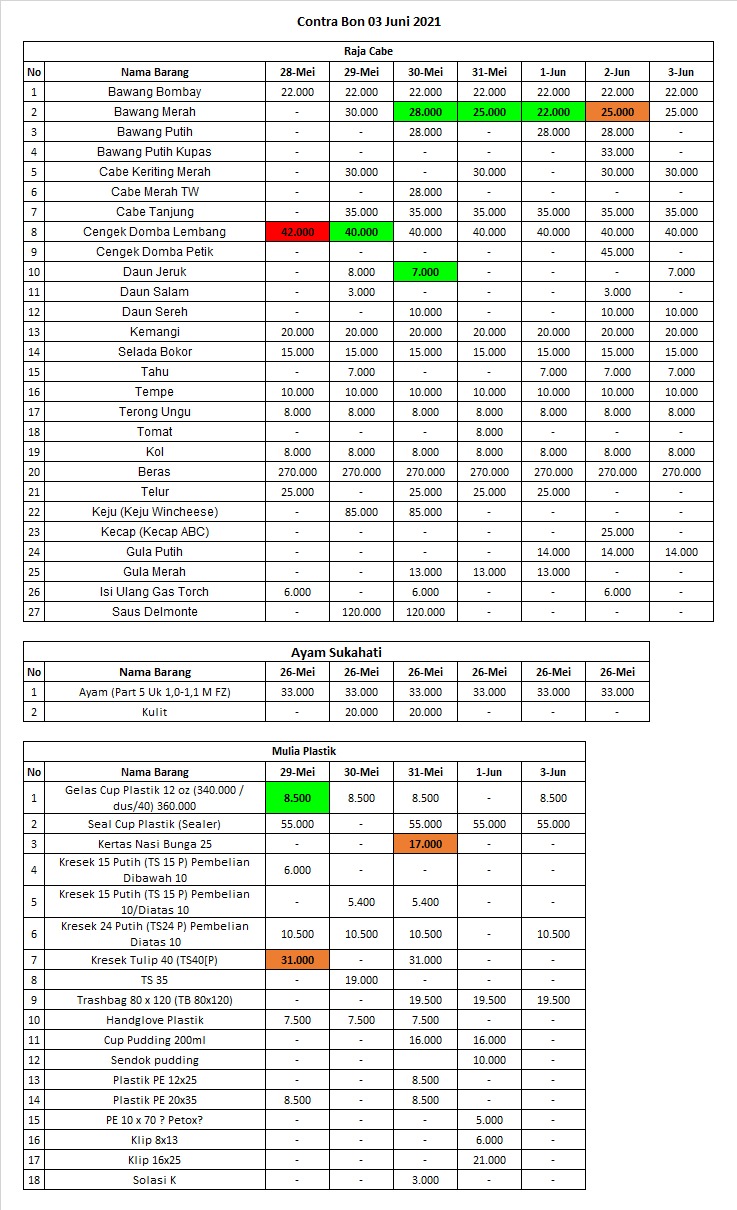 Contra Bon 03 Juni 2021
Raja Cabe
No Nama Barang 28-Mei 29-Mei 30-Mei 31-Mei 1-Jun 2-Jun 3-Jun
1 Bawang Bombay 22.000 22.000 22.000 22.000 22.000 22.000 22.000
2 Bawang Merah - 30.000 28.000 25.000 22.000 25.000 25.000
3 Bawang Putih - - 28.000 - 28.000 28.000 -
4 Bawang Putih Kupas - - - - - 33.000 -
5 Cabe Keriting Merah - 30.000 - 30.000 - 30.000 30.000
6 Cabe Merah TW - - 28.000 - - - -
7 Cabe Tanjung - 35.000 35.000 35.000 35.000 35.000 35.000
8 Cengek Domba Lembang 42.000 40.000 40.000 40.000 40.000 40.000 40.000
9 Cengek Domba Petik - - - - - 45.000 -
10 Daun Jeruk - 8.000 7.000 - - - 7.000
11 Daun Salam - 3.000 - - - 3.000 -
12 Daun Sereh - - 10.000 - - 10.000 10.000
13 Kemangi 20.000 20.000 20.000 20.000 20.000 20.000 20.000
14 Selada Bokor 15.000 15.000 15.000 15.000 15.000 15.000 15.000
15 Tahu - 7.000 - - 7.000 7.000 7.000
16 Tempe 10.000 10.000 10.000 10.000 10.000 10.000 10.000
17 Terong Ungu 8.000 8.000 8.000 8.000 8.000 8.000 8.000
18 Tomat - - - 8.000 - - -
19 Kol 8.000 8.000 8.000 8.000 8.000 8.000 8.000
20 Beras 270.000 270.000 270.000 270.000 270.000 270.000 270.000
21 Telur 25.000 - 25.000 25.000 25.000 - -
22 Keju (Keju Wincheese) - 85.000 85.000 - - - -
23 Kecap (Kecap ABC) - - - - - 25.000 -
24 Gula Putih - - - - 14.000 14.000 14.000
25 Gula Merah - - 13.000 13.000 13.000 - -
26 Isi Ulang Gas Torch 6.000 - 6.000 - - 6.000 -
27 Saus Delmonte - 120.000 120.000 - - - -
Ayam Sukahati
No Nama Barang 26-Mei 26-Mei 26-Mei 26-Mei 26-Mei 26-Mei
1 Ayam (Part 5 Uk 1,0-1,1 M FZ) 33.000 33.000 33.000 33.000 33.000 33.000
2 Kulit - 20.000 20.000 - - -
Mulia Plastik
No Nama Barang 29-Mei 30-Mei 31-Mei 1-Jun 3-Jun
1 Gelas Cup Plastik 12 oz (340.000 /
dus/40) 360.000 8.500 8.500 8.500 - 8.500
2 Seal Cup Plastik (Sealer) 55.000 - 55.000 55.000 55.000
3 Kertas Nasi Bunga 25 - - 17.000 - -
4 Kresek 15 Putih (TS 15 P) Pembelian
Dibawah 10 6.000 - - - -
5 Kresek 15 Putih (TS 15 P) Pembelian
10/Diatas 10 - 5.400 5.400 - -
6 Kresek 24 Putih (TS24 P) Pembelian
Diatas 10 10.500 10.500 10.500 - 10.500
7 Kresek Tulip 40 (TS40[P) 31.000 - 31.000 - -
8 TS 35 - 19.000 - - -
9 Trashbag 80 x 120 (TB 80x120) - - 19.500 19.500 19.500
10 Handglove Plastik 7.500 7.500 7.500 - -
11 Cup Pudding 200ml - - 16.000 16.000 -
12 Sendok pudding - - 10.000 -
13 Plastik PE 12x25 - - 8.500 - -
14 Plastik PE 20x35 8.500 - 8.500 - -
15 PE 10 x 70 ? Petox? - - - 5.000 -
16 Klip 8x13 - - - 6.000 -
17 Klip 16x25 - - - 21.000 -
18 Solasi K - - 3.000 - -